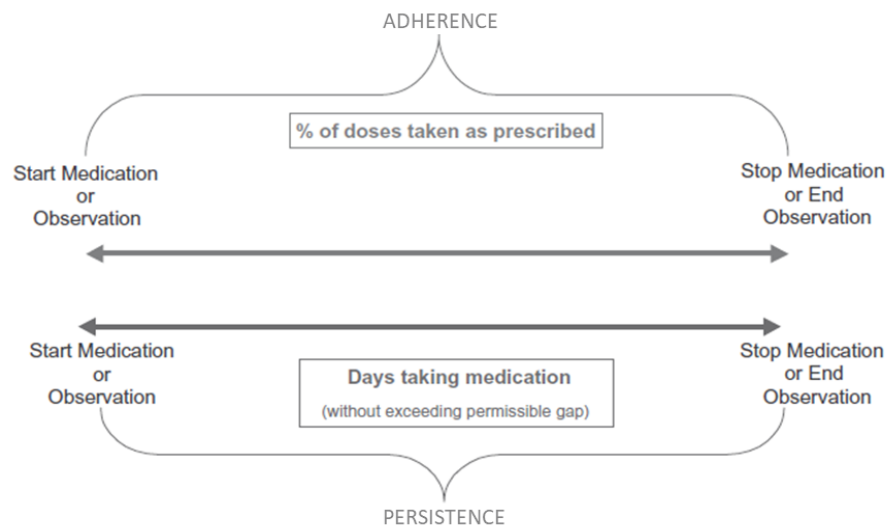 ADHERENCE
% of doses taken as prescribed
Start Medication
or
Observation
Stop Medication
or End
Observation
Start Medication
or
Observation
Days taking medication
(without exceeding permissible gap)
Stop Medication
or End
Observation
PERSISTENCE